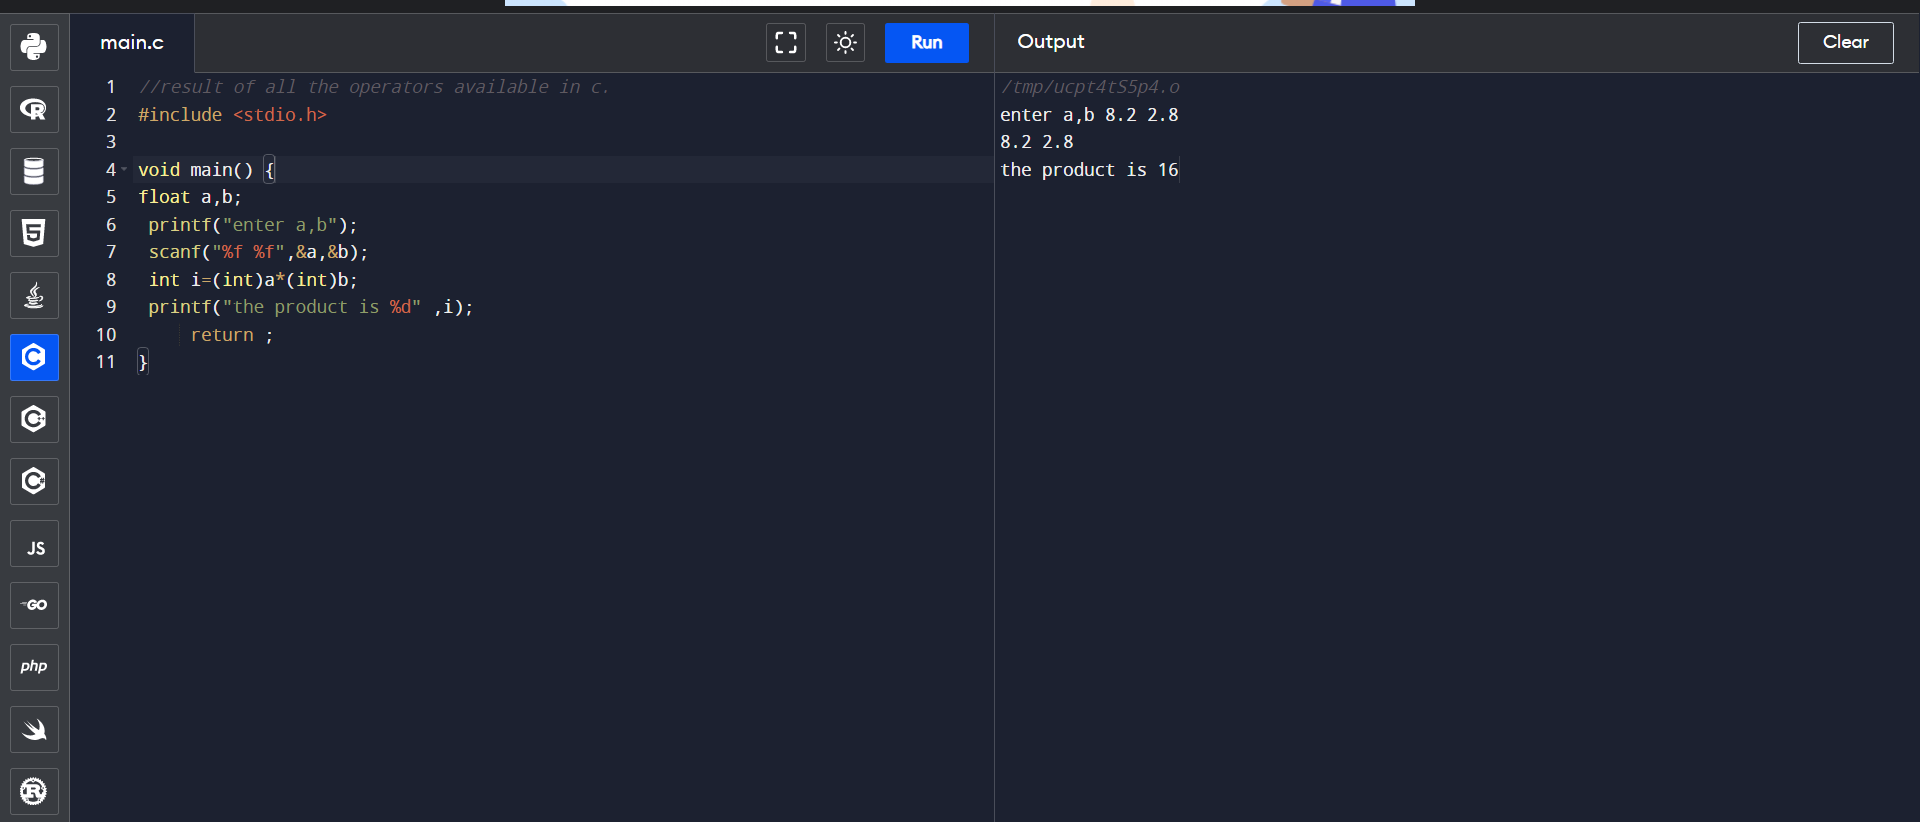 main.c
Run
Output
Clear
1 //result of all the operators available in c.
2 #include <stdio.h>
3
4 void main() {
5 float a,b;
6 printf("enter a,b");
7 scanf("%f %f",&a,&b);
8 int i=(int)a*(int)b;
9 printf("the product is %d" ,i);
10 return ;
11 }
/tmp/ucpt4tS5p4.o
enter a,b 8.2 2.8
8.2 2.8
the product is 16
R
5
C
C++
C#
JS
GO
php
R